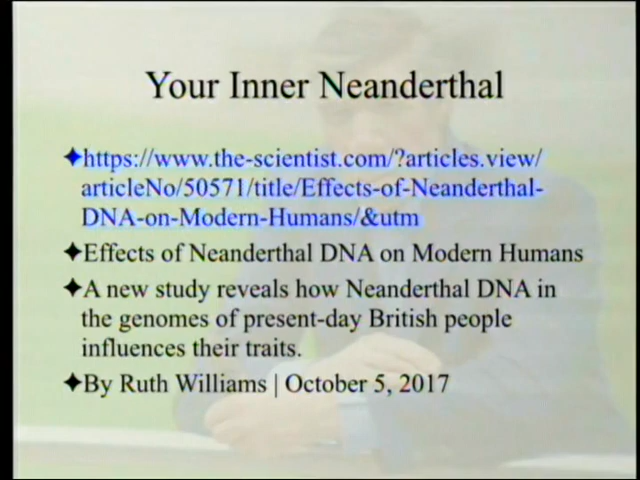 Your Inner Neanderthal
✦https://www.the-scientist.com/?articles.view/
articleNo/50571/title/Effects-of-Neanderthal-
DNA-on-Modern-Humans/&utm
✦Effects of Neanderthal DNA on Modern Humans
✦A new study reveals how Neanderthal DNA in
the genomes of present-day British people
influences their traits.
✦By Ruth Williams | October 5, 2017